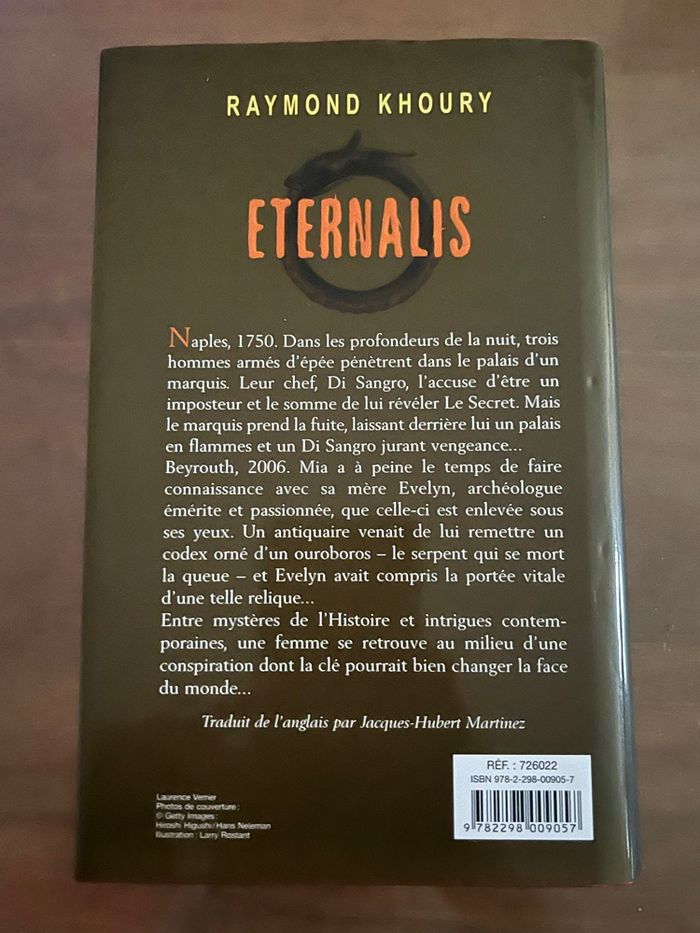 RAYMOND KHOURY
ETERNALIS
Naples, 1750. Dans les profondeurs de la nuit, trois
hommes armés d'épée pénètrent dans le palais d'un
marquis. Leur chef, Di Sangro, l'accuse d'être un
imposteur et le somme de lui révéler Le Secret. Mais
le marquis prend la fuite, laissant derrière lui un palais
en flammes et un Di Sangro jurant vengeance...
Beyrouth, 2006. Mia a à peine le temps de faire
connaissance avec sa mère Evelyn, archéologue
émérite et passionnée, que celle-ci est enlevée sous
ses yeux. Un antiquaire venait de lui remettre un
codex orné d'un ouroboros – le serpent qui se mort
la queue – et Evelyn avait compris la portée vitale
d'une telle relique...
Entre mystères de l'Histoire et intrigues contem-
poraines, une femme se retrouve au milieu d'une
conspiration dont la clé pourrait bien changer la face
du monde...
Traduit de l'anglais par Jacques-Hubert Martinez
RÉF. : 726022
ISBN 978-2-298-00905-7
9 782298 009057
Laurence Verrier
Photos de couverture :
© Getty Images :
Hiroshi Higushi/Hans Neleman
Illustration : Larry Rostant